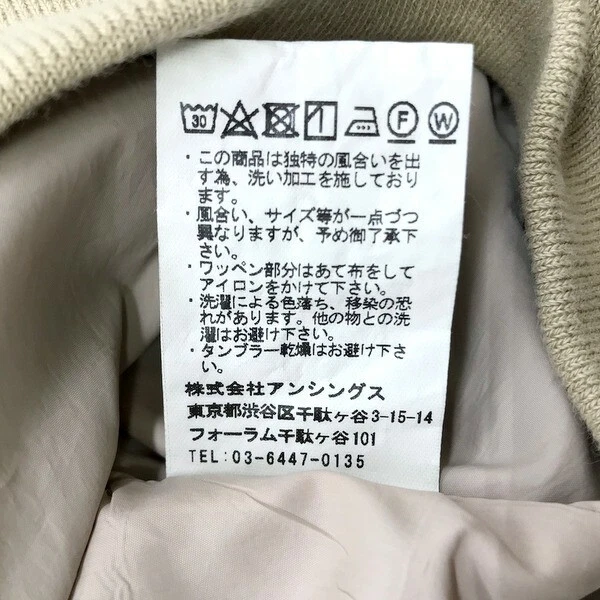 30 F W
・この商品は独特の風合いを出
す為、洗い加工を施しており
ます。
・風合い、サイズ等が一点づつ
異なりますが、予め御了承下
さい。
・ワッペン部分はあて布をして
アイロンをかけて下さい。
・洗濯による色落ち、移染の恐
れがあります。他の物との洗
濯はお避け下さい。
・タンブラー乾燥はお避け下さ
い。
株式会社アンシングス
東京都渋谷区千駄ヶ谷3-15-14
フォーラム千駄ヶ谷101
TEL:03-6447-0135